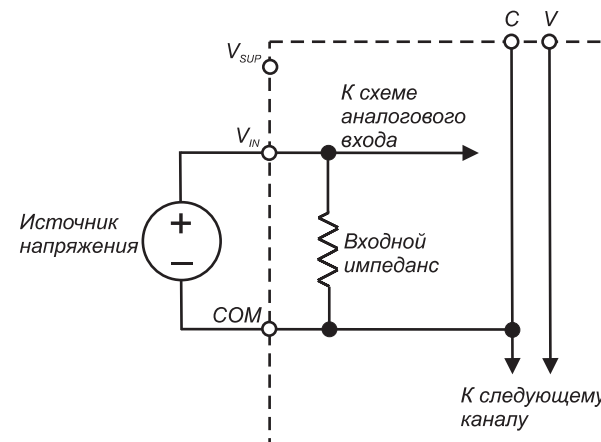 C V
V_SUP
К схеме
аналогового
входа
V_IN
Источник
напряжения
+
−
Входной
импеданс
COM
К следующему
каналу